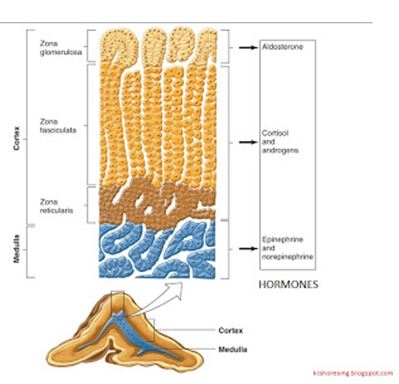 Zona
glomerulosa
Zona
fasciculata
Zona
reticularis
Cortex
Medulla
Aldosterone
Cortisol
and
androgens
Epinephrine
and
norepinephrine
HORMONES
Cortex
Medulla
kishoresmg.blogspot.com